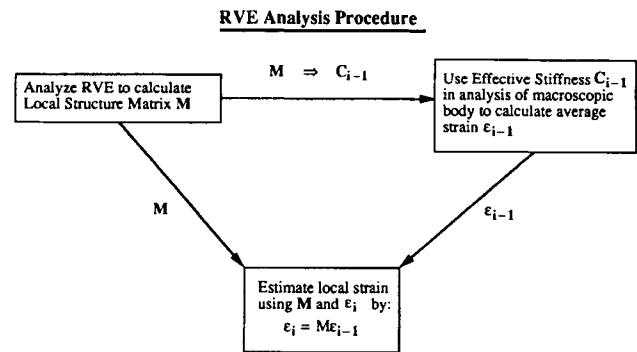 RVE Analysis Procedure
M ⇒ C_{i-1}
Analyze RVE to calculate
Local Structure Matrix M
Use Effective Stiffness C_{i-1}
in analysis of macroscopic
body to calculate average
strain ε_{i-1}
M
ε_{i-1}
Estimate local strain
using M and ε_i by:
ε_i = Mε_{i-1}